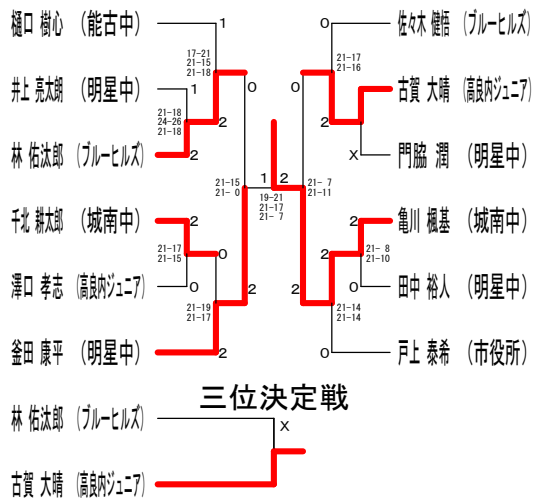 樋口 樹心 (能古中)
1
17-21
21-15
21-18
0
井上 亮太朗 (明星中)
1
21-18
24-26
21-18
2
林 佑汰郎 (ブルーヒルズ)
2
21-15
21- 0
千北 耕太郎 (城南中)
2
21-17
21-15
0
澤口 孝志 (高良内ジュニア)
0
21-19
21-17
2
釜田 康平 (明星中)
2
1
2
19-21
21-17
21- 7
0
佐々木 健悟 (ブルーヒルズ)
21-17
21-16
0
古賀 大晴 (高良内ジュニア)
2
X
門脇 潤 (明星中)
21- 7
21-11
亀川 楓基 (城南中)
2
21- 8
21-10
2
田中 裕人 (明星中)
0
21-14
21-14
2
戸上 泰希 (市役所)
0
三位決定戦
林 佑汰郎 (ブルーヒルズ)
X
古賀 大晴 (高良内ジュニア)